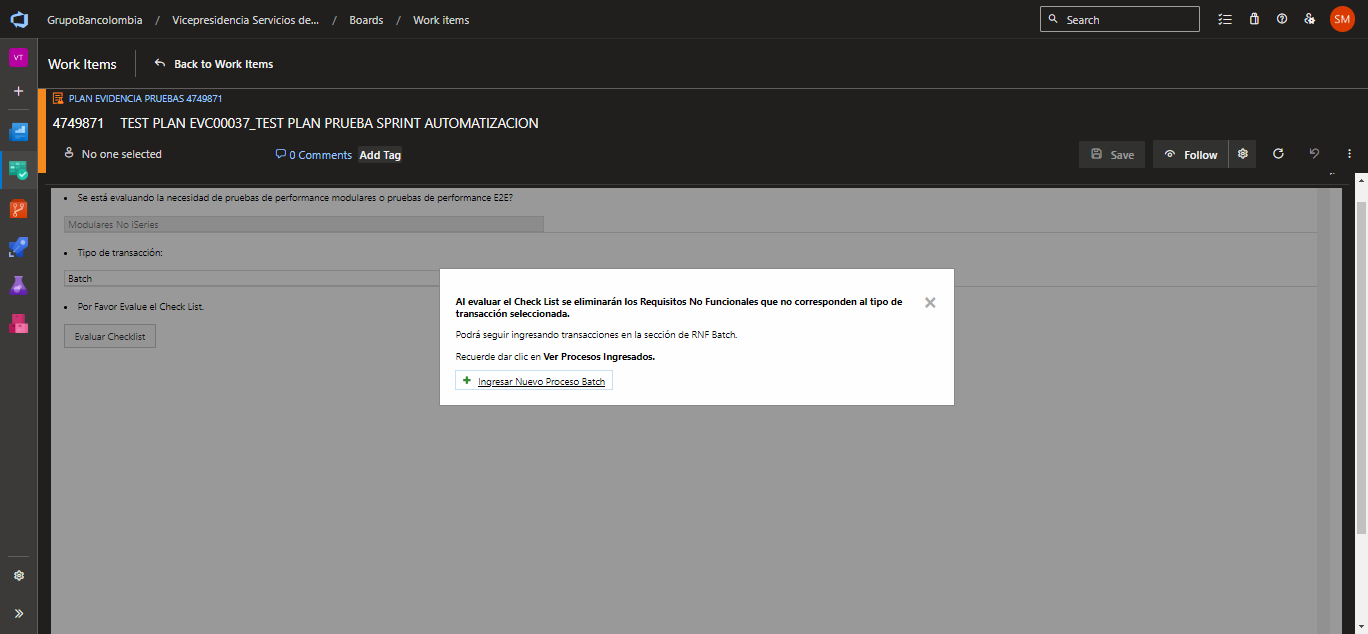 GrupoBancolombia / Vicepresidencia Servicios de... / Boards / Work items
Search
SM
VT
Work Items
Back to Work Items
PLAN EVIDENCIA PRUEBAS 4749871
4749871 TEST PLAN EVC00037_TEST PLAN PRUEBA SPRINT AUTOMATIZACION
No one selected
0 Comments
Add Tag
Save
Follow
• Se está evaluando la necesidad de pruebas de performance modulares o pruebas de performance E2E?
Modulares No iSeries
• Tipo de transacción:
Batch
• Por Favor Evalue el Check List.
Evaluar Checklist
Al evaluar el Check List se eliminarán los Requisitos No Funcionales que no corresponden al tipo de
transacción seleccionada.
Podrá seguir ingresando transacciones en la sección de RNF Batch.
Recuerde dar clic en Ver Procesos Ingresados.
Ingresar Nuevo Proceso Batch